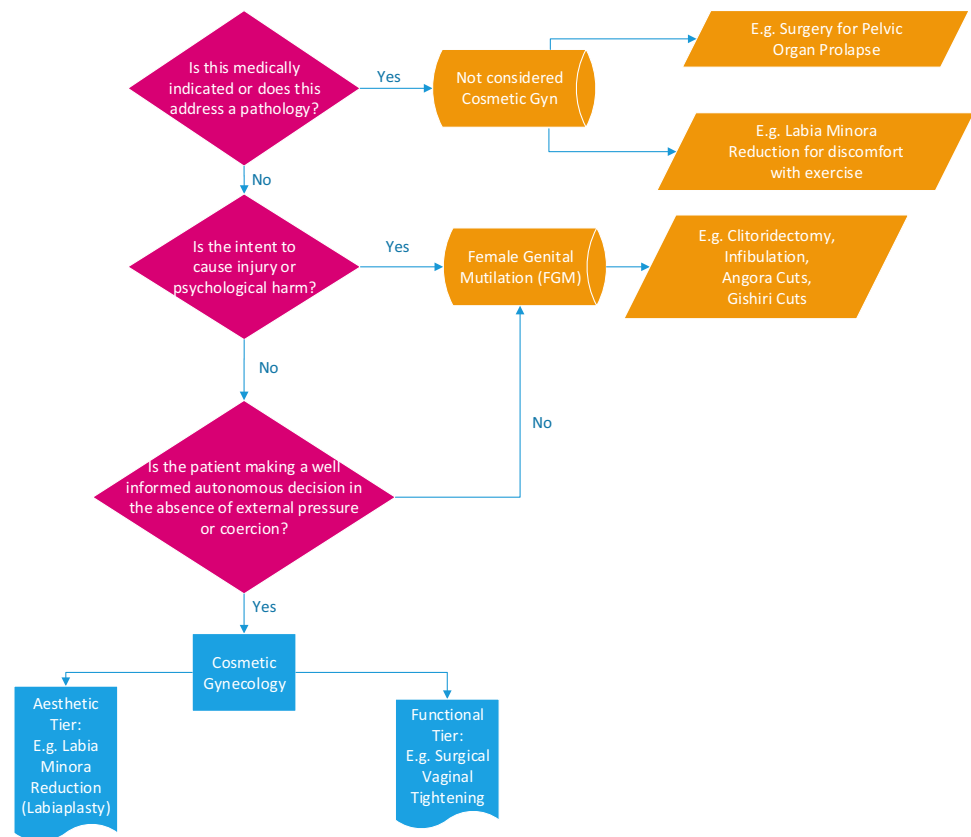 Is this medically
indicated or does this
address a pathology?
Yes
Not considered
Cosmetic Gyn
E.g. Surgery for Pelvic
Organ Prolapse
E.g. Labia Minora
Reduction for discomfort
with exercise
No
Is the intent to
cause injury or
psychological harm?
Yes
Female Genital
Mutilation (FGM)
E.g. Clitoridectomy,
Infibulation,
Angora Cuts,
Gishiri Cuts
No
No
Is the patient making a well
informed autonomous decision in
the absence of external pressure
or coercion?
Yes
Cosmetic
Gynecology
Aesthetic
Tier:
E.g. Labia
Minora
Reduction
(Labiaplasty)
Functional
Tier:
E.g. Surgical
Vaginal
Tightening